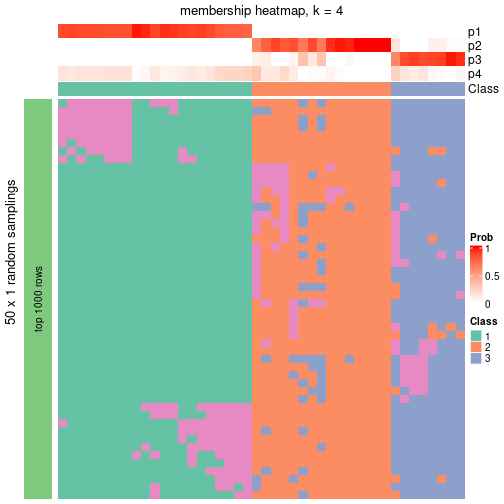 membership heatmap, k = 4
p1
p2
p3
p4
Class
50 x 1 random samplings
top 1000 rows
Prob
1
0.5
0
Class
1
2
3